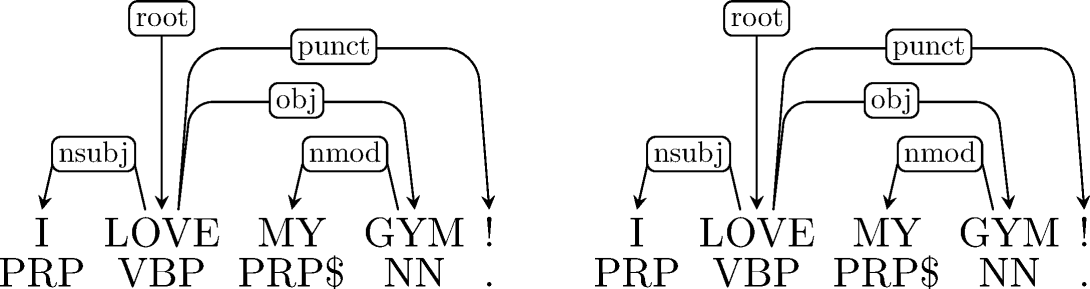 root root
punct punct
obj obj
nsubj nmod nsubj nmod
I LOVE MY GYM ! I LOVE MY GYM !
PRP VBP PRP$ NN . PRP VBP PRP$ NN .